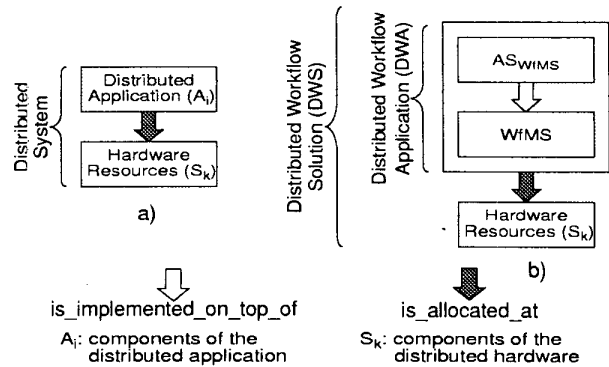 Distributed
System
Distributed
Application (Ai)
Hardware
Resources (Sk)
a)
Distributed Workflow
Solution (DWS)
Distributed Workflow
Application (DWA)
ASWfMS
WfMS
Hardware
Resources (Sk)
b)
is_implemented_on_top_of
Ai: components of the
distributed application
is_allocated_at
Sk: components of the
distributed hardware